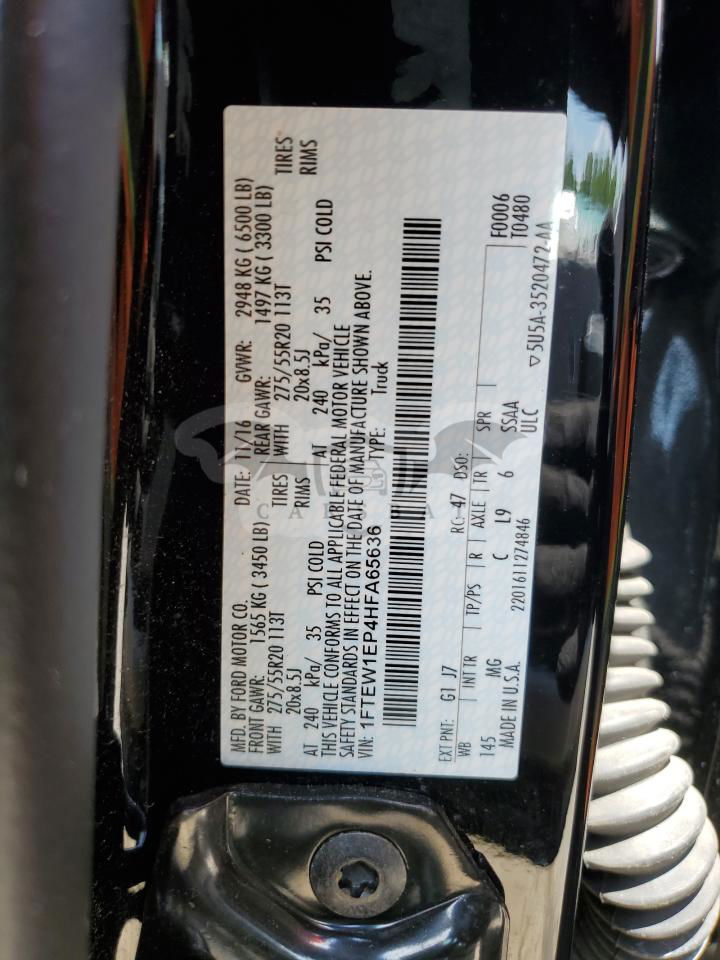 MFD. BY FORD MOTOR CO.
DATE: 11/16 GVWR: 2948 KG ( 6500 LB)
FRONT GAWR: 1565 KG ( 3450 LB) REAR GAWR: 1497 KG ( 3300 LB)
WITH 275/55R20 113T TIRES WITH 275/55R20 113T TIRES
20x8.5J RIMS 20x8.5J RIMS
AT 240 kPa/ 35 PSI COLD AT 240 kPa/ 35 PSI COLD
THIS VEHICLE CONFORMS TO ALL APPLICABLE FEDERAL MOTOR VEHICLE
SAFETY STANDARDS IN EFFECT ON THE DATE OF MANUFACTURE SHOWN ABOVE.
VIN: 1FTEW1EP4HFA65636 TYPE: Truck
EXT PNT: G1 J7 RC: 47 DSO: F0006
T0480
WB INT TR TP/PS R AXLE TR SPR
145 MG C L9 6 SSAA
MADE IN U.S.A. 2201611274846 ULC
▽5U5A-3520472-AA